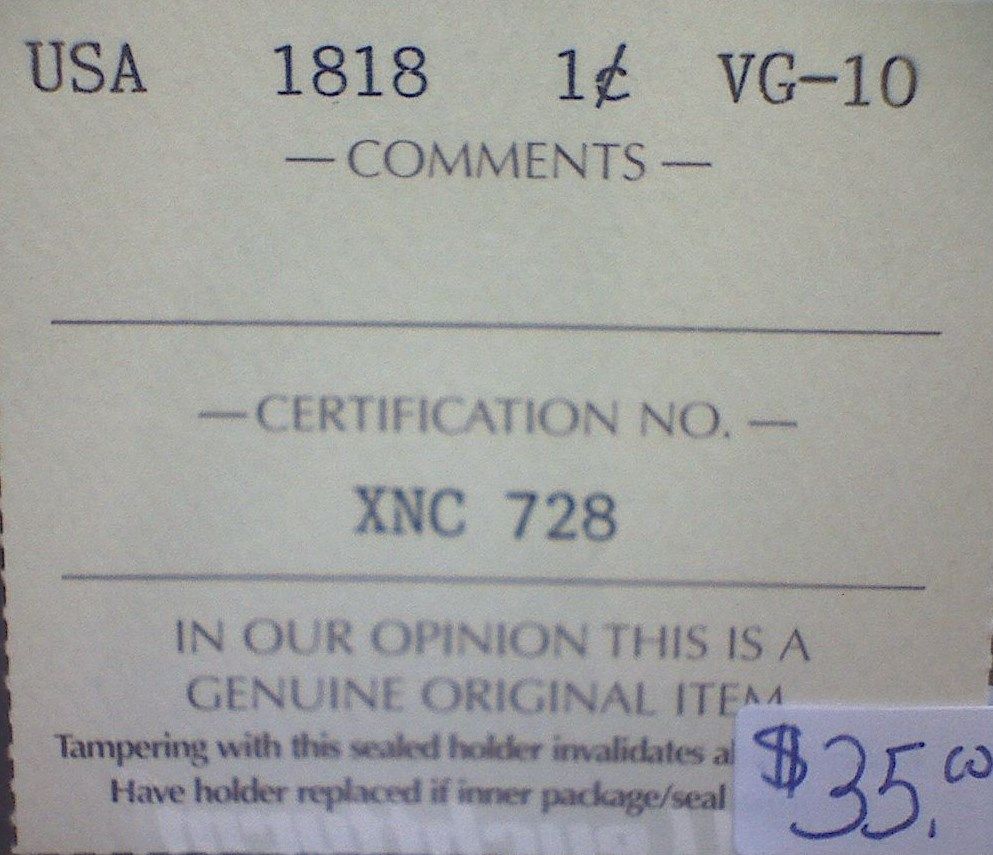 USA 1818 1¢ VG-10
— COMMENTS —
— CERTIFICATION NO. —
XNC 728
IN OUR OPINION THIS IS A
GENUINE ORIGINAL ITEM
Tampering with this sealed holder invalidates
Have holder replaced if inner package/seal
$35.00